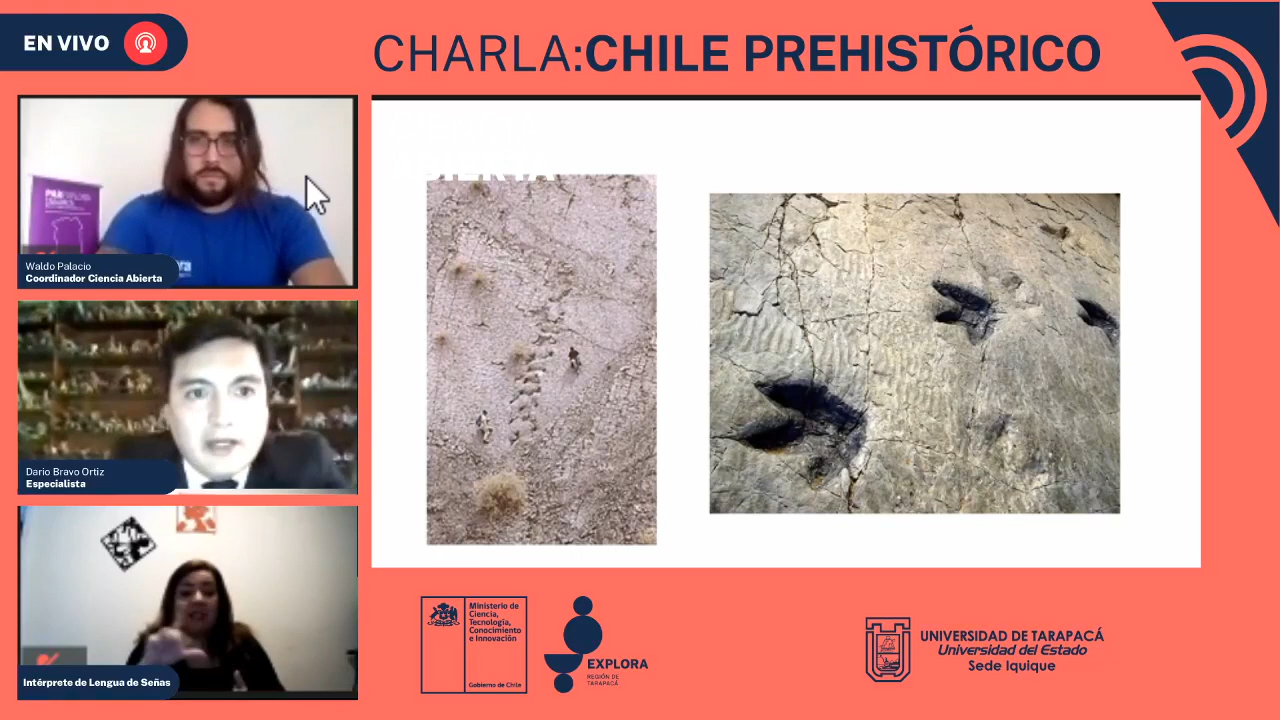 EN VIVO
CHARLA:CHILE PREHISTÓRICO
ABIERTA
Waldo Palacio
Coordinador Ciencia Abierta
Dario Bravo Ortiz
Especialista
Intérprete de Lengua de Señas
Ministerio de
Ciencia,
Tecnología,
Conocimiento
e Innovación
Gobierno de Chile
EXPLORA
REGIÓN DE
TARAPACÁ
UNIVERSIDAD DE TARAPACÁ
Universidad del Estado
Sede Iquique